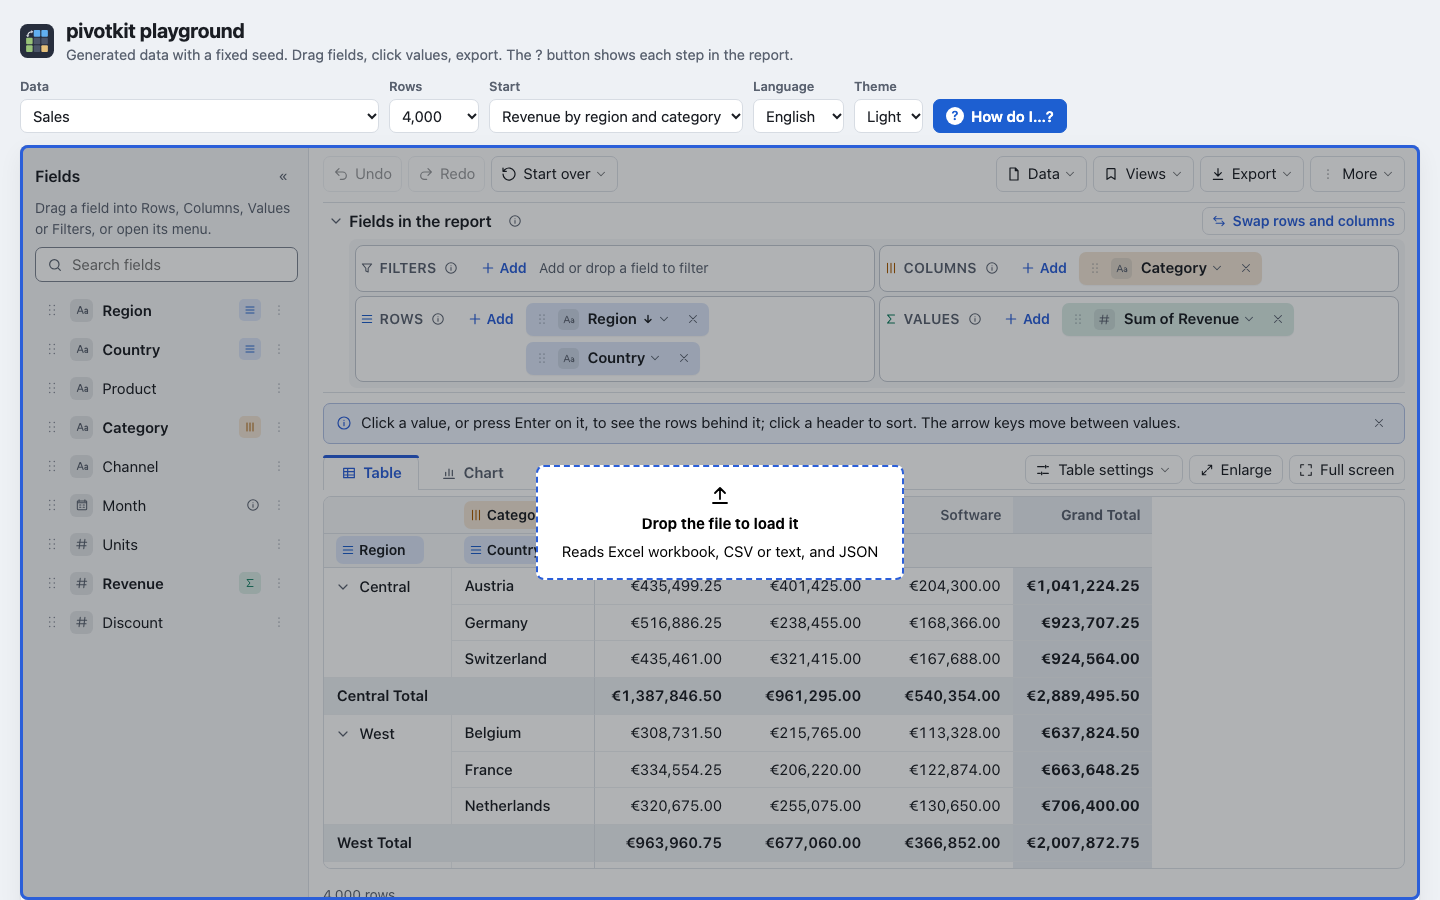 pivotkit playground
Generated data with a fixed seed. Drag fields, click values, export. The ? button shows each step in the report.
Data
Rows
Start
Language
Theme
Sales
4,000
Revenue by region and category
English
Light
? How do I...?
Fields
«
Drag a field into Rows, Columns, Values
or Filters, or open its menu.
Search fields
Aa Region
Aa Country
Aa Product
Aa Category
Aa Channel
Month
# Units
# Revenue Σ
# Discount
Undo
Redo
Start over
Data
Views
Export
More
Fields in the report
Swap rows and columns
FILTERS + Add Add or drop a field to filter
COLUMNS + Add Aa Category
ROWS + Add Aa Region ↓
Aa Country
Σ VALUES + Add # Sum of Revenue
Click a value, or press Enter on it, to see the rows behind it; click a header to sort. The arrow keys move between values.
Table
Chart
Table settings
Enlarge
Full screen
Drop the file to load it
Reads Excel workbook, CSV or text, and JSON
Catego
Software
Grand Total
Region
Country
Central Austria €435,499.25 €401,425.00 €204,300.00 €1,041,224.25
Germany €516,886.25 €238,455.00 €168,366.00 €923,707.25
Switzerland €435,461.00 €321,415.00 €167,688.00 €924,564.00
Central Total €1,387,846.50 €961,295.00 €540,354.00 €2,889,495.50
West Belgium €308,731.50 €215,765.00 €113,328.00 €637,824.50
France €334,554.25 €206,220.00 €122,874.00 €663,648.25
Netherlands €320,675.00 €255,075.00 €130,650.00 €706,400.00
West Total €963,960.75 €677,060.00 €366,852.00 €2,007,872.75
4,000 rows